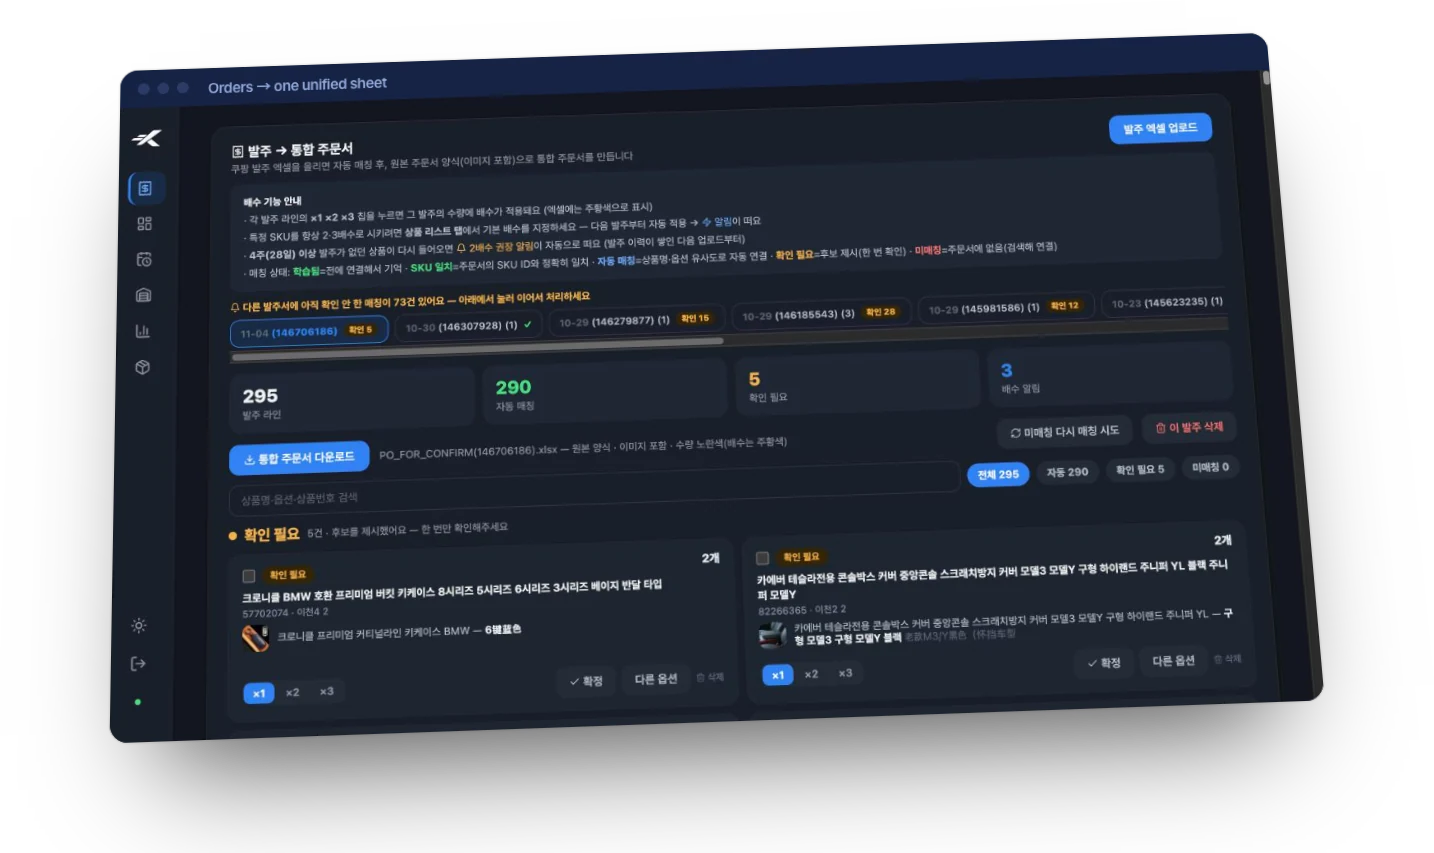 Orders → one unified sheet
발주 → 통합 주문서
쿠팡 발주 엑셀을 올리면 자동 매칭 후, 원본 주문서 양식(이미지 포함)으로 통합 주문서를 만듭니다
발주 엑셀 업로드
배수 기능 안내
· 각 발주 라인의 ×1 ×2 ×3 칩을 누르면 그 발주의 수량에 배수가 적용돼요 (엑셀에는 주황색으로 표시)
· 특정 SKU를 항상 2·3배수로 시키려면 상품 리스트 탭에서 기본 배수를 지정하세요 — 다음 발주부터 자동 적용 → 알림이 떠요
· 4주(28일) 이상 발주가 없던 상품이 다시 들어오면 2배수 권장 알림이 자동으로 떠요 (발주 이력이 쌓인 다음 업로드부터)
· 매칭 상태: 학습됨=전에 연결해서 기억 · SKU 일치=주문서의 SKU ID와 정확히 일치 · 자동 매칭=상품명·옵션 유사도로 자동 연결 · 확인 필요=후보 제시(한 번 확인) · 미매칭=주문서에 없음(검색해 연결)
다른 발주서에 아직 확인 안 한 매칭이 73건 있어요 — 아래에서 눌러 이어서 처리하세요
11-04 (146706186) 확인 5
10-30 (146307928) (1) ✓
10-29 (146279877) (1) 확인 15
10-29 (146185543) (3) 확인 28
10-29 (145981586) (1) 확인 12
10-23 (145623235) (1)
295
발주 라인
290
자동 매칭
5
확인 필요
3
배수 알림
통합 주문서 다운로드
PO_FOR_CONFIRM(146706186).xlsx — 원본 양식 · 이미지 포함 · 수량 노란색(배수는 주황색)
미매칭 다시 매칭 시도
이 발주 삭제
상품명·옵션·상품번호 검색
전체 295
자동 290
확인 필요 5
미매칭 0
확인 필요 5건 · 후보를 제시했어요 — 한 번만 확인해주세요
확인 필요
2개
크로니클 BMW 호환 프리미엄 버킷 키케이스 8시리즈 5시리즈 6시리즈 3시리즈 베이지 반달 타입
57702074 · 이천4 2
크로니클 프리미엄 커티널라인 키케이스 BMW — 6键蓝色
×1 ×2 ×3
✓ 확정
다른 옵션
삭제
확인 필요
2개
카에버 테슬라전용 콘솔박스 커버 중앙콘솔 스크래치방지 커버 모델3 모델Y 구형 하이랜드 주니퍼 YL 블랙 주니
퍼 모델Y
82266365 · 이천2 2
카에버 테슬라전용 콘솔박스 커버 중앙콘솔 스크래치방지 커버 모델3 모델Y 구형 하이랜드 주니퍼 YL — 구
형 모델3 구형 모델Y 블랙 老款M3/Y黑色（怀挡车型
×1 ×2 ×3
✓ 확정
다른 옵션
삭제